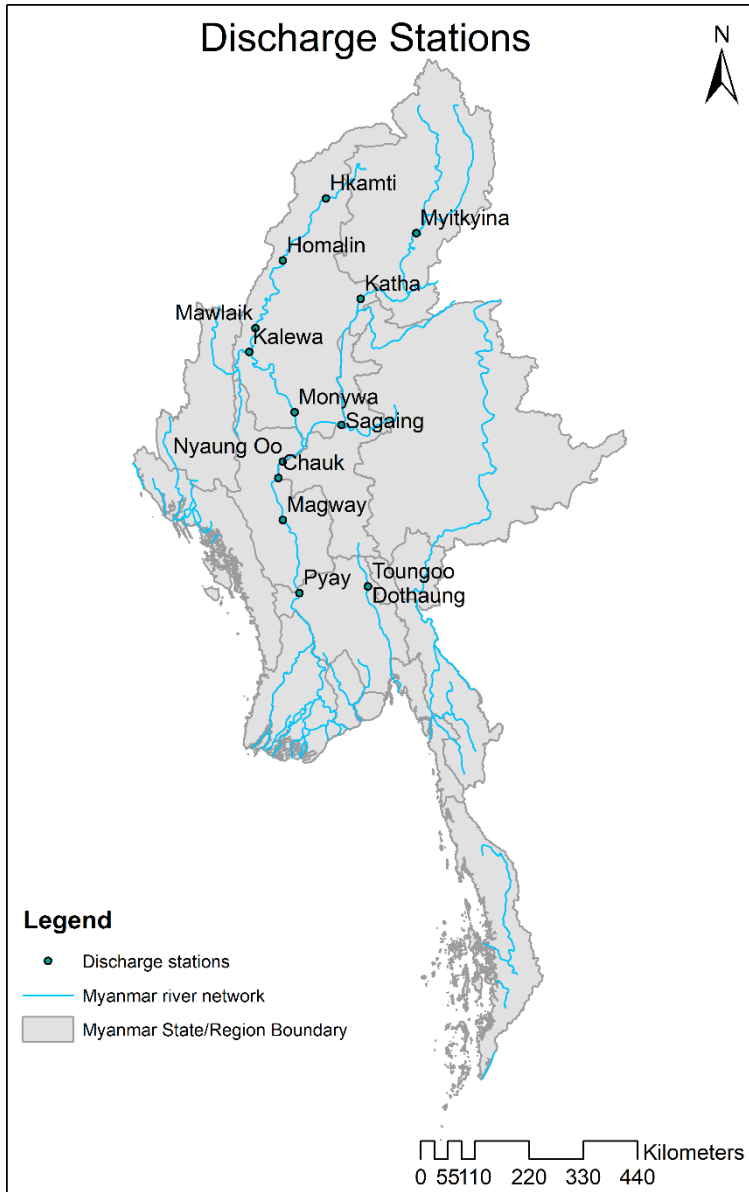 Discharge Stations
N
Hkamti
Myitkyina
Homalin
Katha
Mawlaik
Kalewa
Monywa
Sagaing
Nyaung Oo
Chauk
Magway
Toungoo
Pyay
Dothaung
Legend
Discharge stations
Myanmar river network
Myanmar State/Region Boundary
Kilometers
0 55110 220 330 440